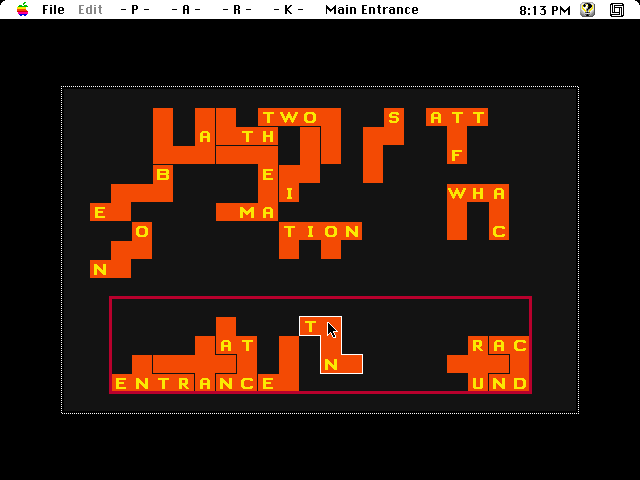 File Edit - P - - A - - R - - K - Main Entrance 8:13 PM
TWO S ATT
A TH
F
B E
I WHA
E MA
O TION C
N
T
AT RAC
N
ENTRANCE UND